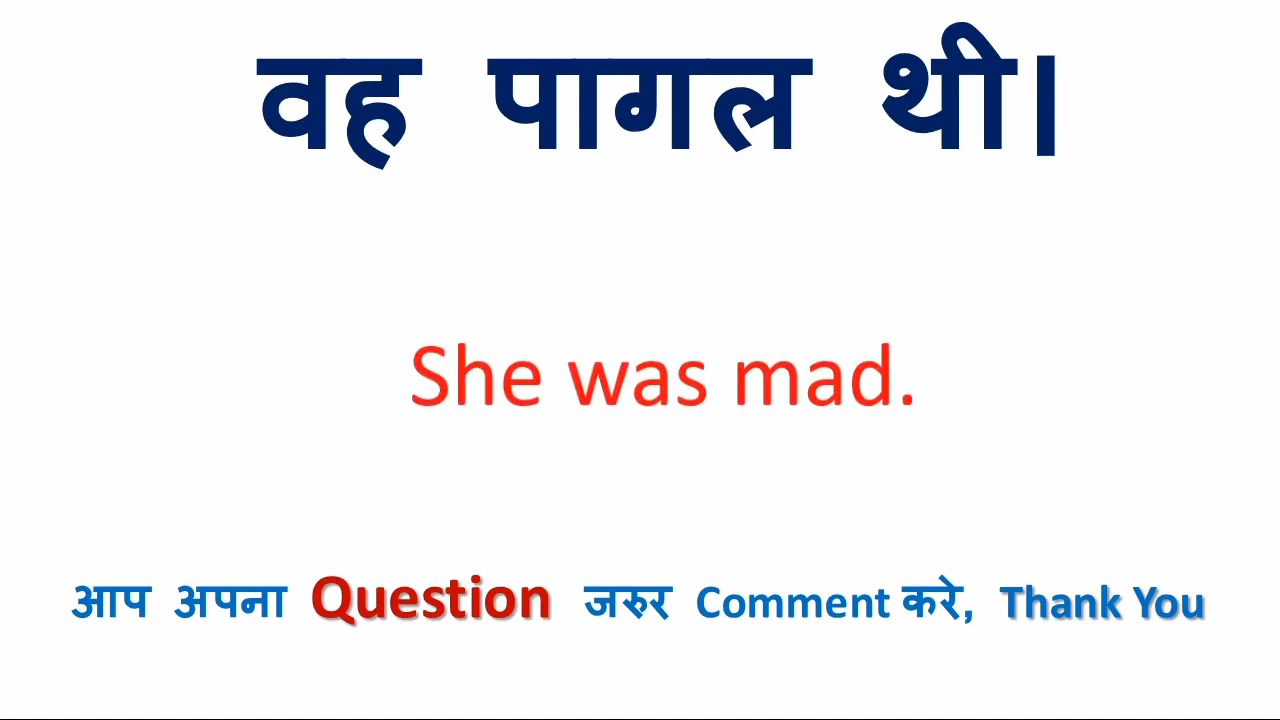 वह पागल थी।
She was mad.
आप अपना Question जरुर Comment करे, Thank You